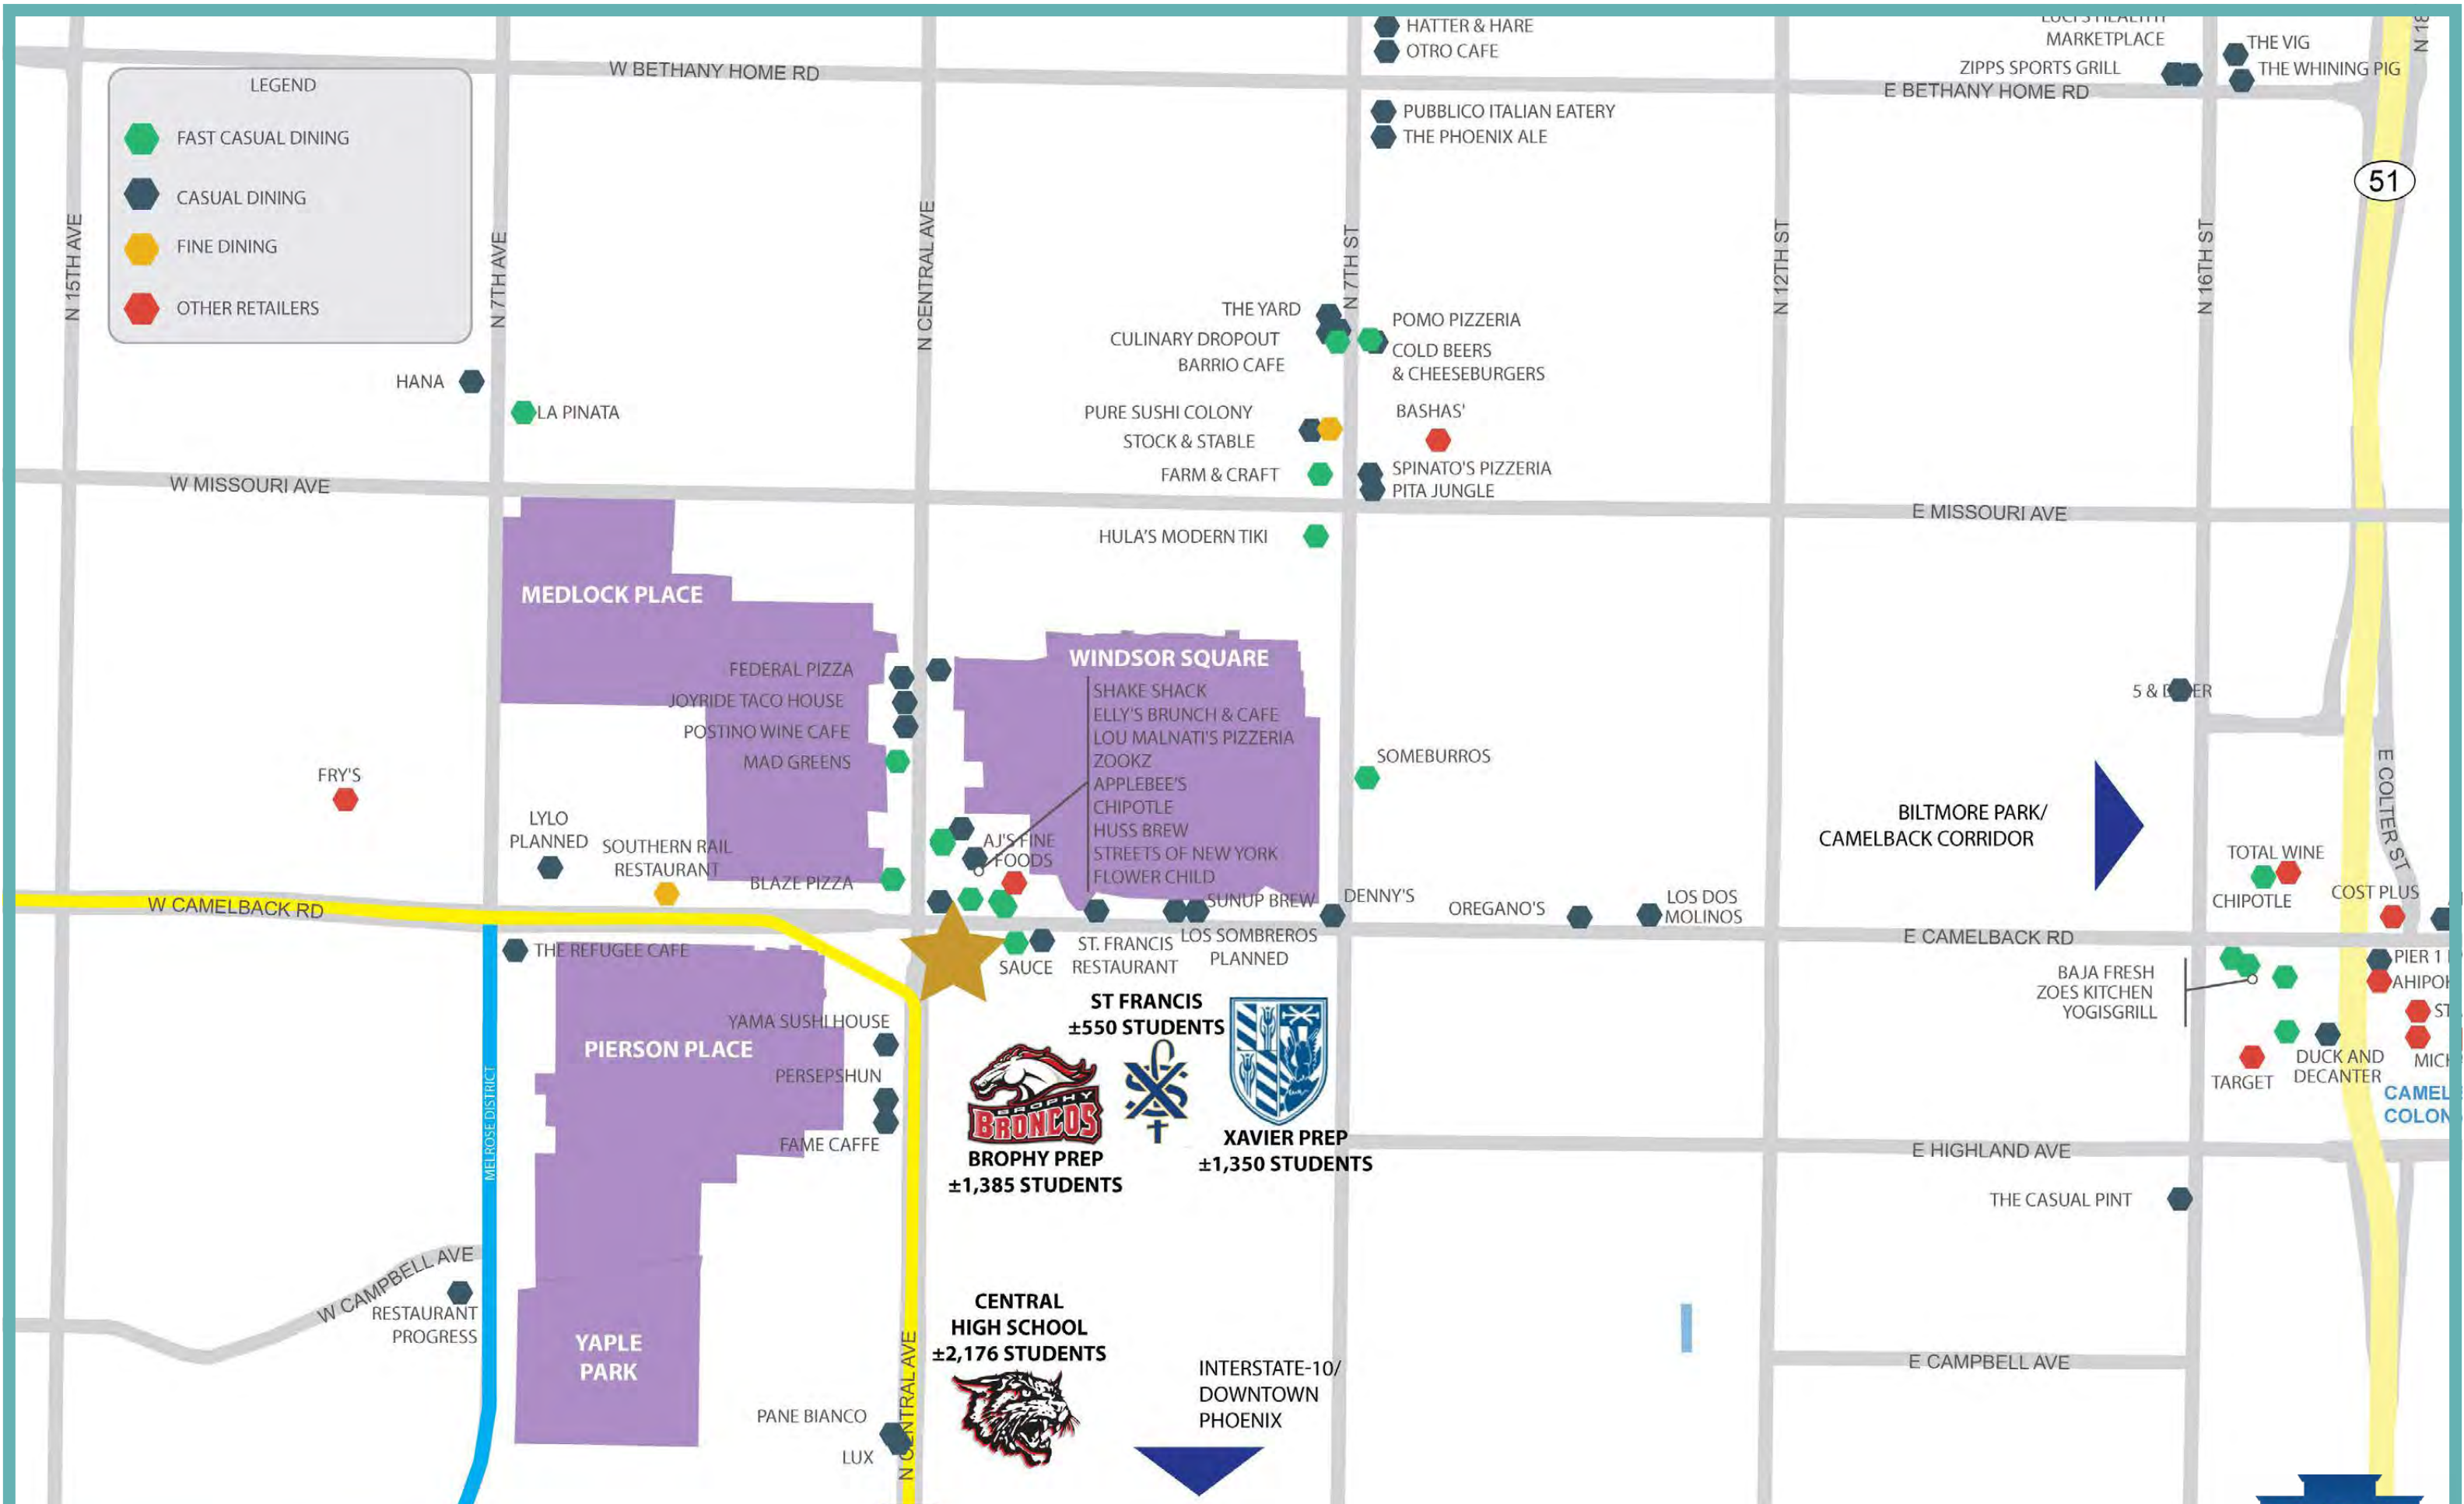 HATTER & HARE
OTRO CAFE
MARKETPLACE
THE VIG
ZIPPS SPORTS GRILL
THE WHINING PIG
N 18
W BETHANY HOME RD
E BETHANY HOME RD
LEGEND
FAST CASUAL DINING
CASUAL DINING
FINE DINING
OTHER RETAILERS
PUBBLICO ITALIAN EATERY
THE PHOENIX ALE
51
N 15TH AVE
N 7TH AVE
N CENTRAL AVE
N 7TH ST
N 12TH ST
N 16TH ST
THE YARD
CULINARY DROPOUT
BARRIO CAFE
POMO PIZZERIA
COLD BEERS
& CHEESEBURGERS
HANA
LA PINATA
PURE SUSHI COLONY
STOCK & STABLE
BASHAS'
FARM & CRAFT
SPINATO'S PIZZERIA
PITA JUNGLE
W MISSOURI AVE
E MISSOURI AVE
HULA'S MODERN TIKI
MEDLOCK PLACE
FEDERAL PIZZA
JOYRIDE TACO HOUSE
POSTINO WINE CAFE
MAD GREENS
WINDSOR SQUARE
SHAKE SHACK
ELLY'S BRUNCH & CAFE
LOU MALNATI'S PIZZERIA
ZOOKZ
APPLEBEE'S
CHIPOTLE
HUSS BREW
STREETS OF NEW YORK
FLOWER CHILD
5 &
SOMEBURROS
FRY'S
LYLO
PLANNED
SOUTHERN RAIL
RESTAURANT
BLAZE PIZZA
AJ'S FINE
FOODS
BILTMORE PARK/
CAMELBACK CORRIDOR
E COLTER ST
TOTAL WINE
CHIPOTLE
COST PLUS
SUNUP BREW
DENNY'S
OREGANO'S
LOS DOS
MOLINOS
W CAMELBACK RD
E CAMELBACK RD
THE REFUGEE CAFE
SAUCE
ST. FRANCIS
RESTAURANT
LOS SOMBREROS
PLANNED
BAJA FRESH
ZOES KITCHEN
YOGISGRILL
PIER 1
AHIPO
ST
MICH
TARGET
DUCK AND
DECANTER
CAMEL
COLON
ST FRANCIS
±550 STUDENTS
YAMA SUSHI HOUSE
PIERSON PLACE
PERSEPSHUN
FAME CAFFE
MELROSE DISTRICT
BROPHY
BRONCOS
BROPHY PREP
±1,385 STUDENTS
XAVIER PREP
±1,350 STUDENTS
E HIGHLAND AVE
THE CASUAL PINT
W CAMPBELL AVE
RESTAURANT
PROGRESS
YAPLE
PARK
CENTRAL
HIGH SCHOOL
±2,176 STUDENTS
N CENTRAL AVE
INTERSTATE-10/
DOWNTOWN
PHOENIX
E CAMPBELL AVE
PANE BIANCO
LUX